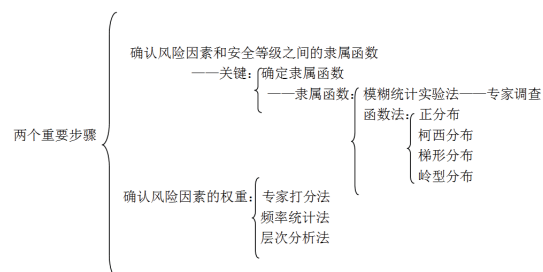 确认风险因素和安全等级之间的隶属函数
——关键：确定隶属函数
——隶属函数：模糊统计实验法——专家调查
函数法：正分布
柯西分布
梯形分布
岭型分布
两个重要步骤
确认风险因素的权重：专家打分法
频率统计法
层次分析法